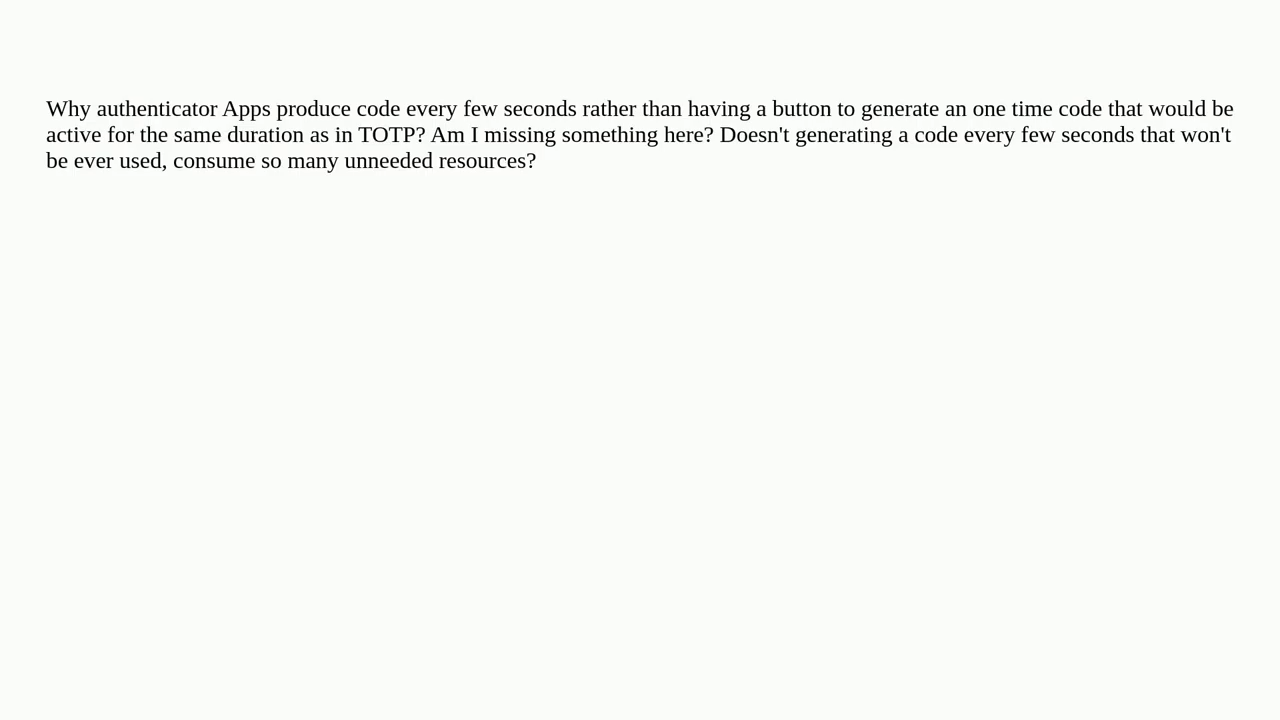 Why authenticator Apps produce code every few seconds rather than having a button to generate an one time code that would be
active for the same duration as in TOTP? Am I missing something here? Doesn't generating a code every few seconds that won't
be ever used, consume so many unneeded resources?